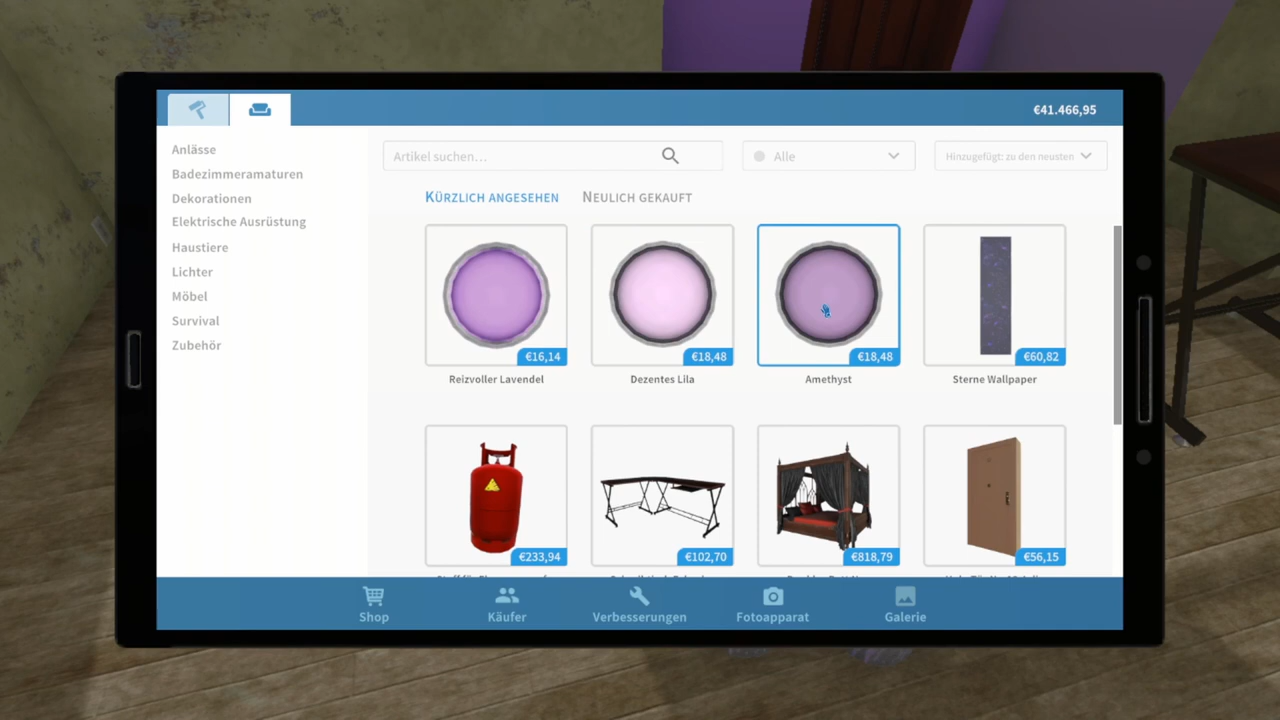 €41.466,95
Artikel suchen...
Alle
Hinzugefügt: zu den neusten
Anlässe
Badezimmeramaturen
Dekorationen
Elektrische Ausrüstung
Haustiere
Lichter
Möbel
Survival
Zubehör
KÜRZLICH ANGESEHEN
NEULICH GEKAUFT
€16,14
€18,48
€18,48
€60,82
Reizvoller Lavendel
Dezentes Lila
Amethyst
Sterne Wallpaper
€233,94
€102,70
€818,79
€56,15
Shop
Käufer
Verbesserungen
Fotoapparat
Galerie